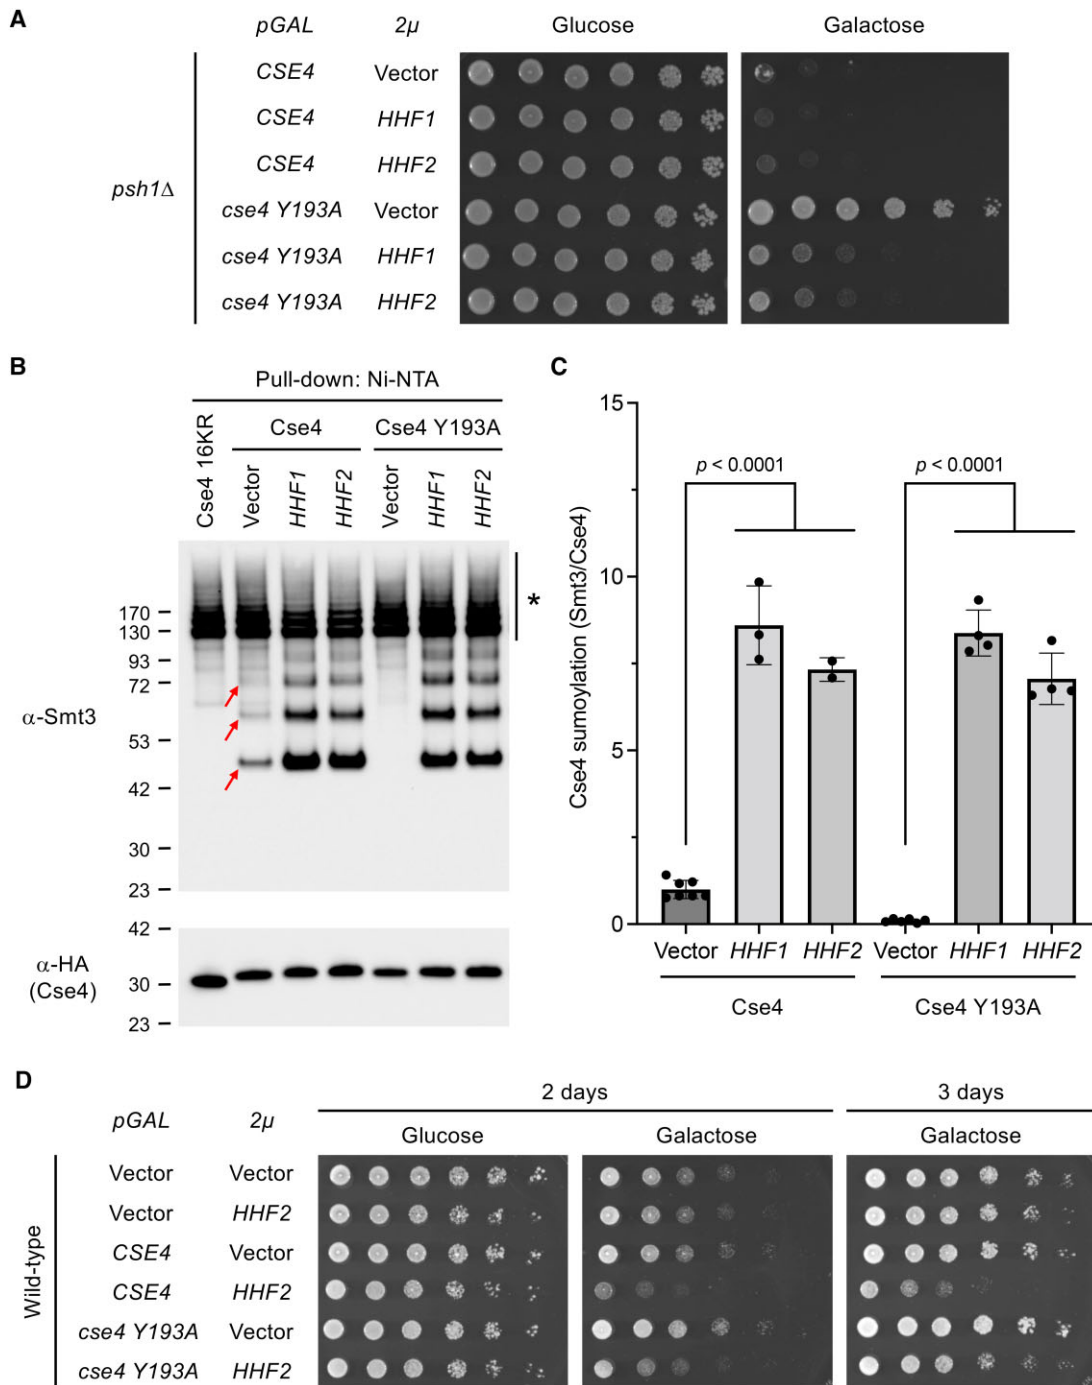 A
pGAL 2µ Glucose Galactose
CSE4 Vector
CSE4 HHF1
CSE4 HHF2
psh1Δ
cse4 Y193A Vector
cse4 Y193A HHF1
cse4 Y193A HHF2
B
Pull-down: Ni-NTA
Cse4 16KR
Cse4
Cse4 Y193A
Vector HHF1 HHF2 Vector HHF1 HHF2
170
130
93
72
53
42
30
23
*
α-Smt3
42
30
23
α-HA
(Cse4)
C
Cse4 sumoylation (Smt3/Cse4)
15
10
5
0
p < 0.0001
p < 0.0001
Vector HHF1 HHF2 Vector HHF1 HHF2
Cse4
Cse4 Y193A
D
2 days 3 days
pGAL 2µ Glucose Galactose Galactose
Wild-type
Vector Vector
Vector HHF2
CSE4 Vector
CSE4 HHF2
cse4 Y193A Vector
cse4 Y193A HHF2